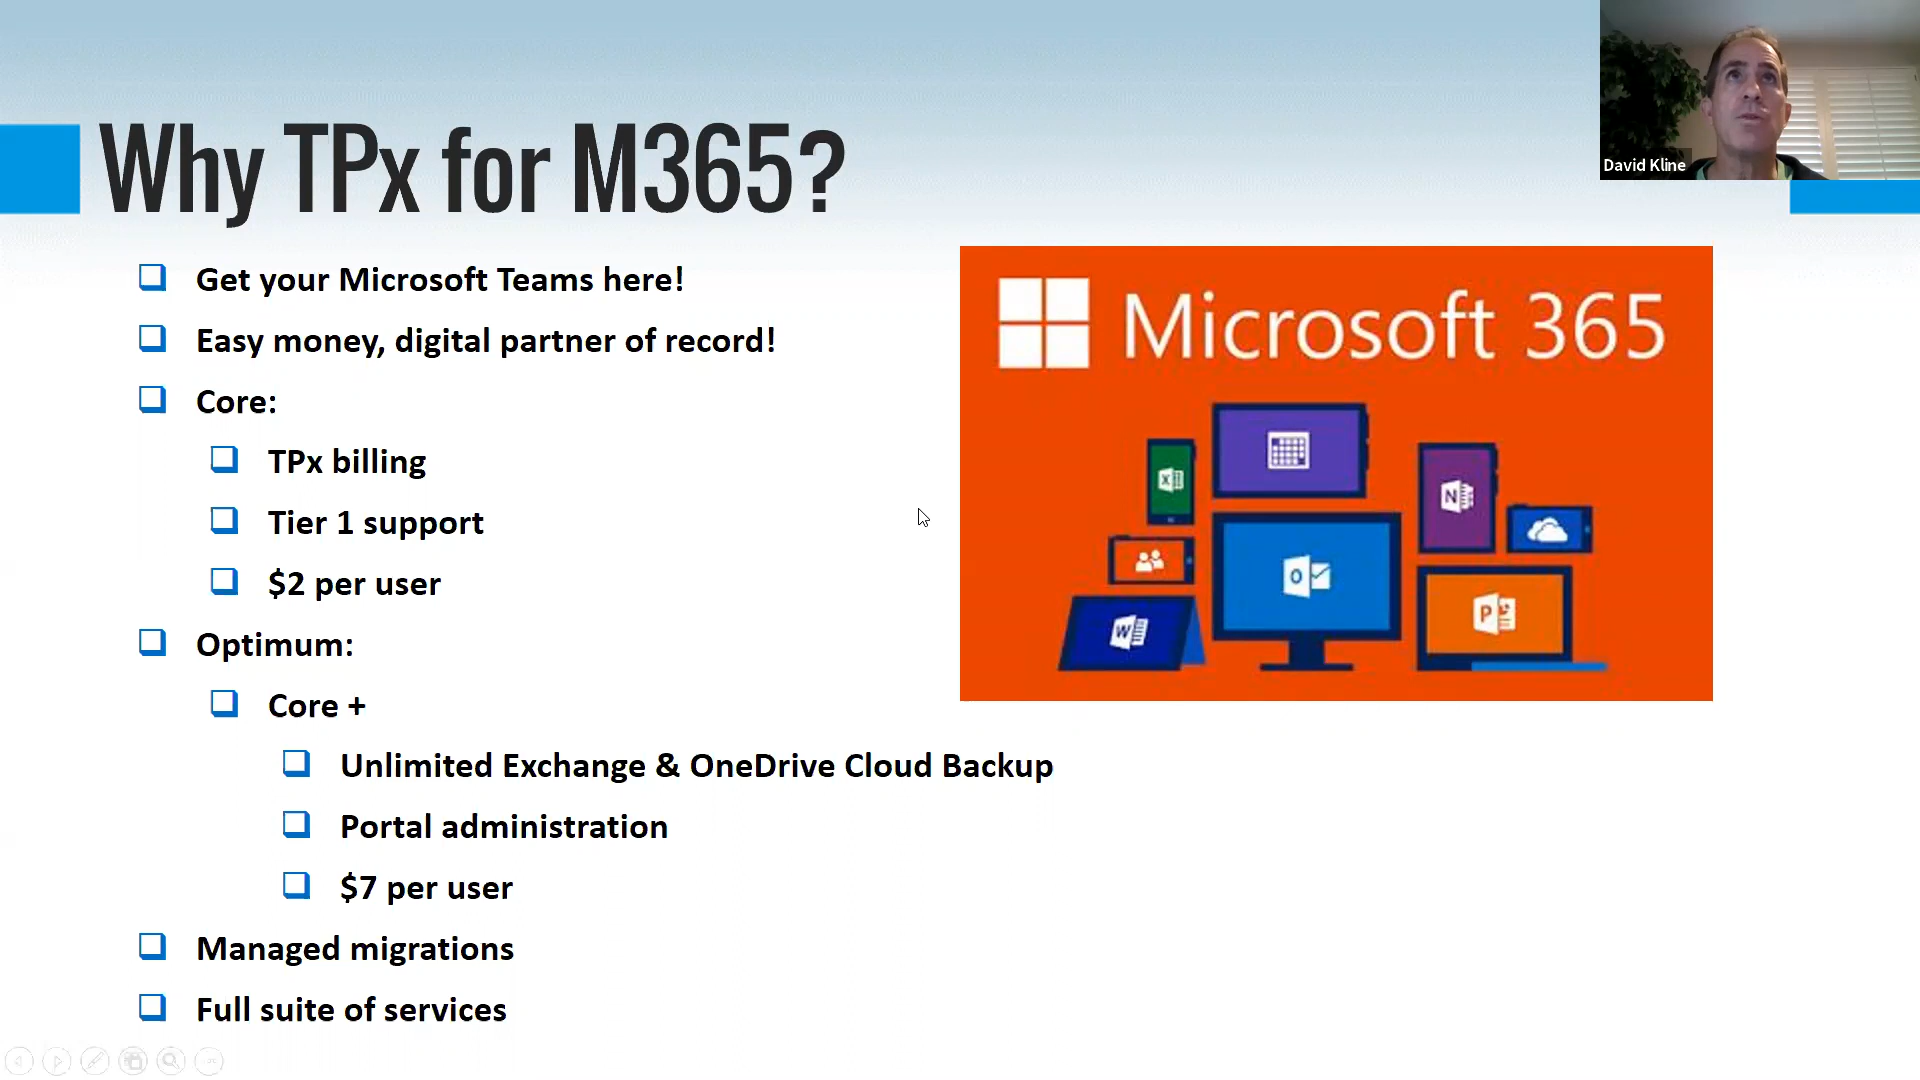 David Kline
Why TPx for M365?
Get your Microsoft Teams here!
Easy money, digital partner of record!
Core:
TPx billing
Tier 1 support
$2 per user
Optimum:
Core +
Unlimited Exchange & OneDrive Cloud Backup
Portal administration
$7 per user
Managed migrations
Full suite of services
Microsoft 365
X
N
O
W
P